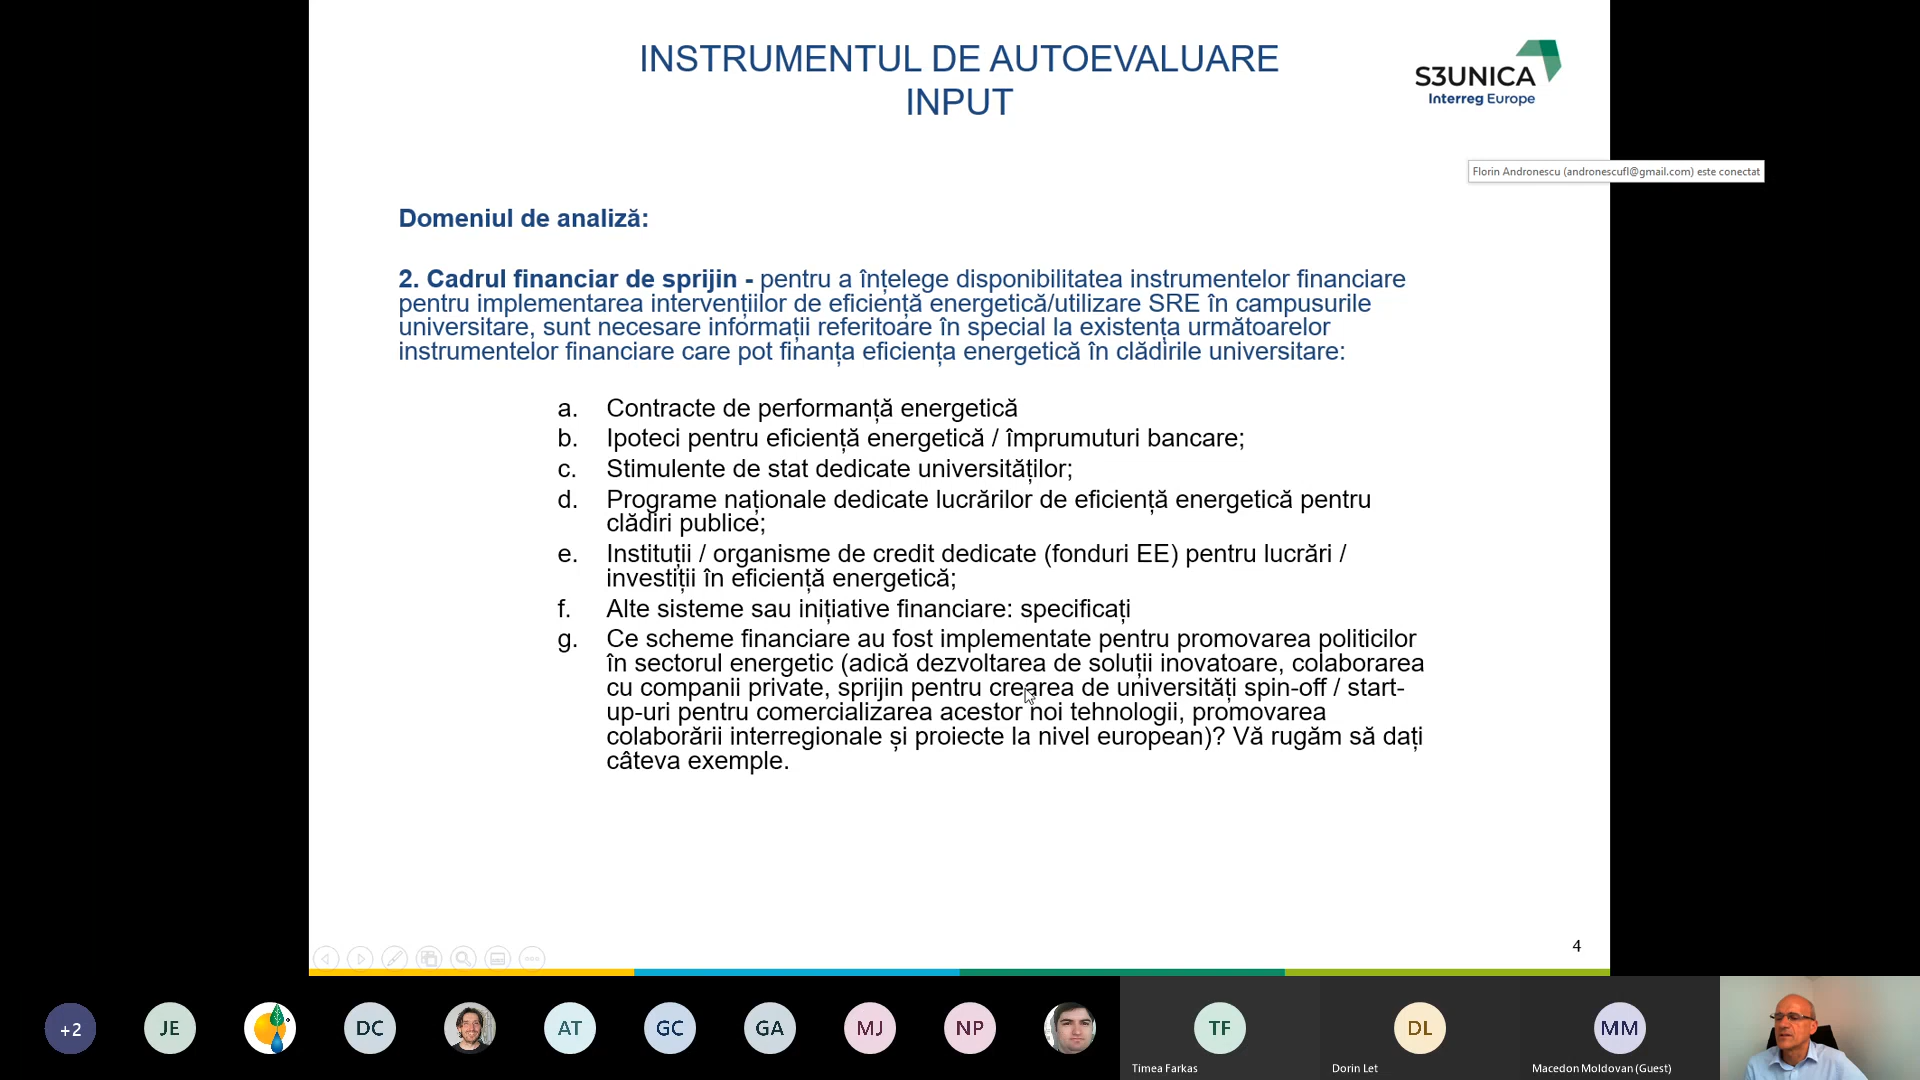 INSTRUMENTUL DE AUTOEVALUARE
INPUT
S3UNICA
Interreg Europe
Florin Andronescu (andronescufl@gmail.com) este conectat
Domeniul de analiză:
2. Cadrul financiar de sprijin - pentru a înțelege disponibilitatea instrumentelor financiare
pentru implementarea intervențiilor de eficiență energetică/utilizare SRE în campusurile
universitare, sunt necesare informații referitoare în special la existența următoarelor
instrumentelor financiare care pot finanța eficiența energetică în clădirile universitare:
a. Contracte de performanță energetică
b. Ipoteci pentru eficiență energetică / împrumuturi bancare;
c. Stimulente de stat dedicate universităților;
d. Programe naționale dedicate lucrărilor de eficiență energetică pentru
clădiri publice;
e. Instituții / organisme de credit dedicate (fonduri EE) pentru lucrări /
investiții în eficiență energetică;
f. Alte sisteme sau inițiative financiare: specificați
g. Ce scheme financiare au fost implementate pentru promovarea politicilor
în sectorul energetic (adică dezvoltarea de soluții inovatoare, colaborarea
cu companii private, sprijin pentru crearea de universități spin-off / start-
up-uri pentru comercializarea acestor noi tehnologii, promovarea
colaborării interregionale și proiecte la nivel european)? Vă rugăm să dați
câteva exemple.
4
+2
JE
DC
AT
GC
GA
MJ
NP
TF
DL
MM
Timea Farkas
Dorin Let
Macedon Moldovan (Guest)